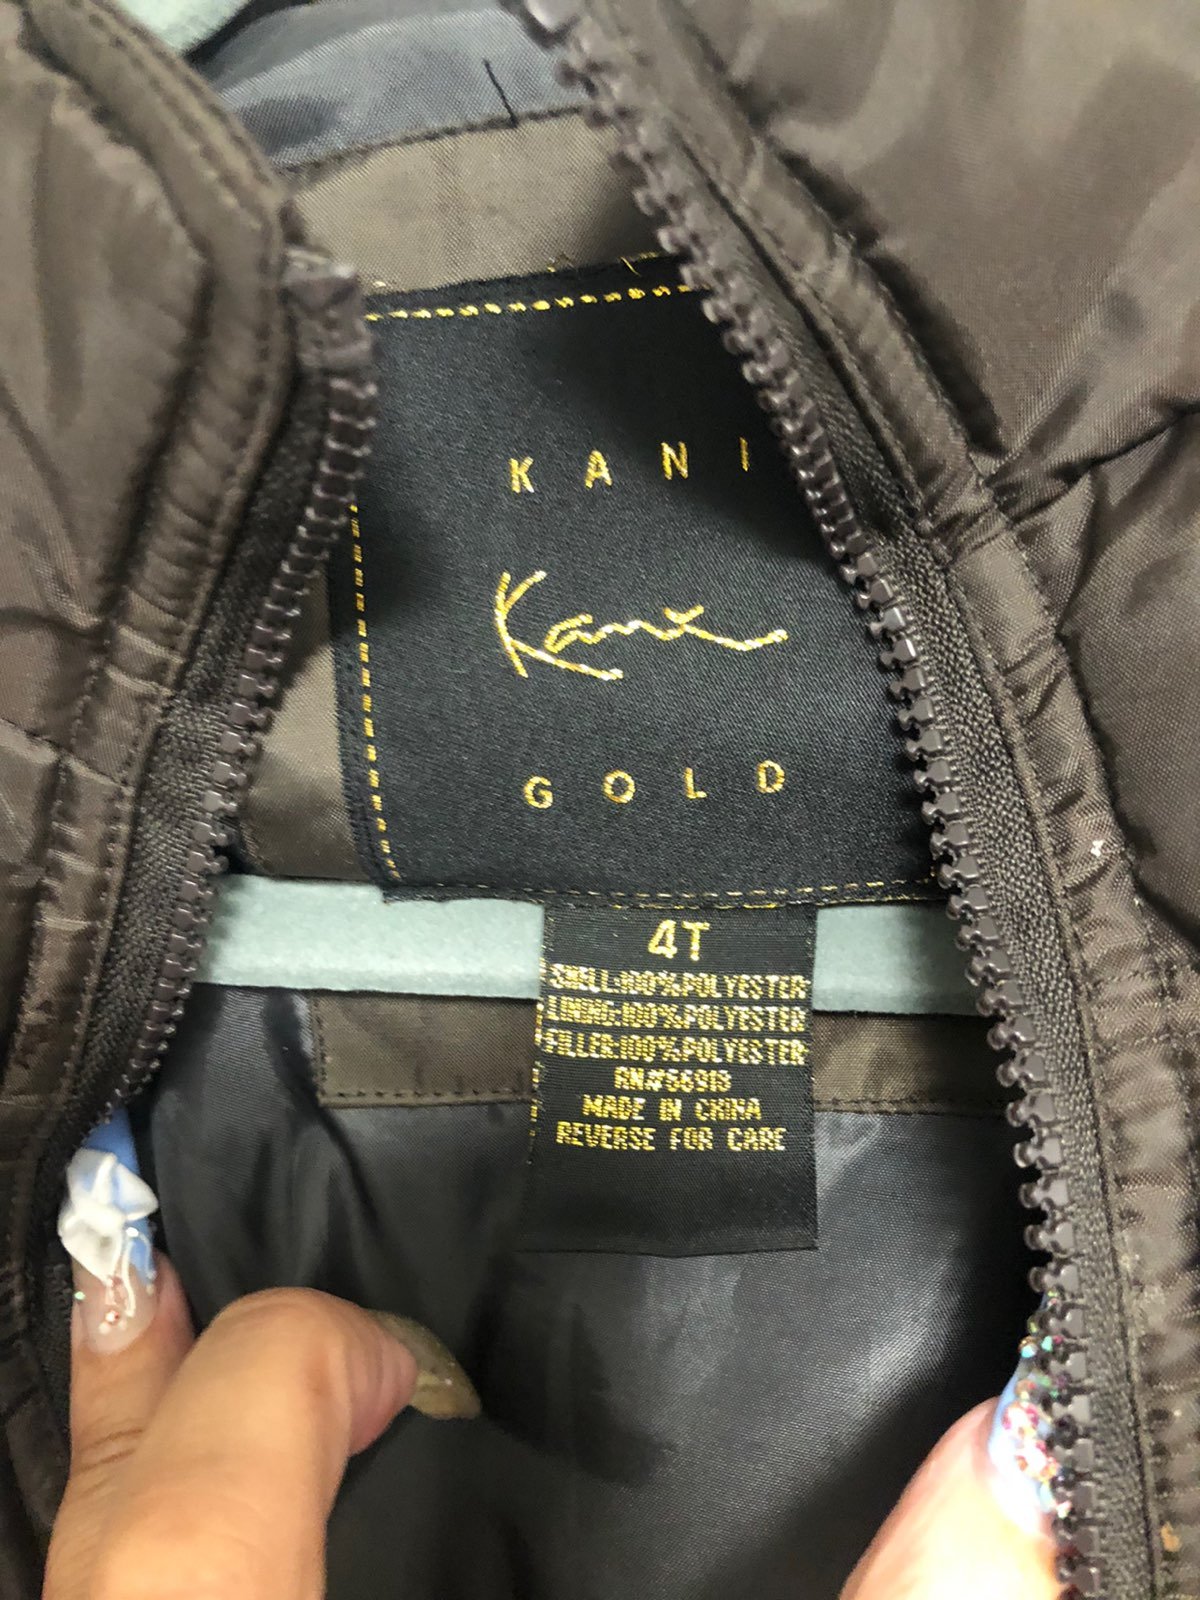 KANI
Kani
GOLD
4T
SHELL:100%POLYESTER
LINING:100%POLYESTER
FILLER:100%POLYESTER
RN#56913
MADE IN CHINA
REVERSE FOR CARE